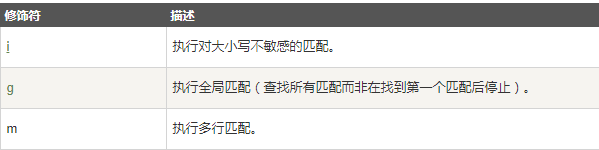 修饰符 描述
i 执行对大小写不敏感的匹配。
g 执行全局匹配（查找所有匹配而非在找到第一个匹配后停止）。
m 执行多行匹配。